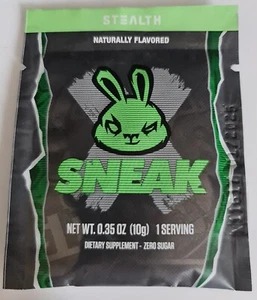 STEALTH
NATURALLY FLAVORED
SNEAK
NET WT. 0.35 OZ (10g) 1 SERVING
DIETARY SUPPLEMENT - ZERO SUGAR